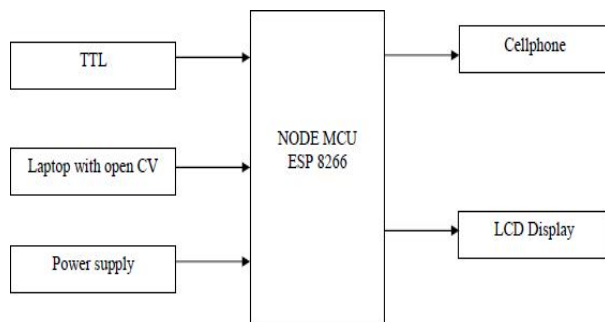 TTL
Laptop with open CV
Power supply
NODE MCU
ESP 8266
Cellphone
LCD Display